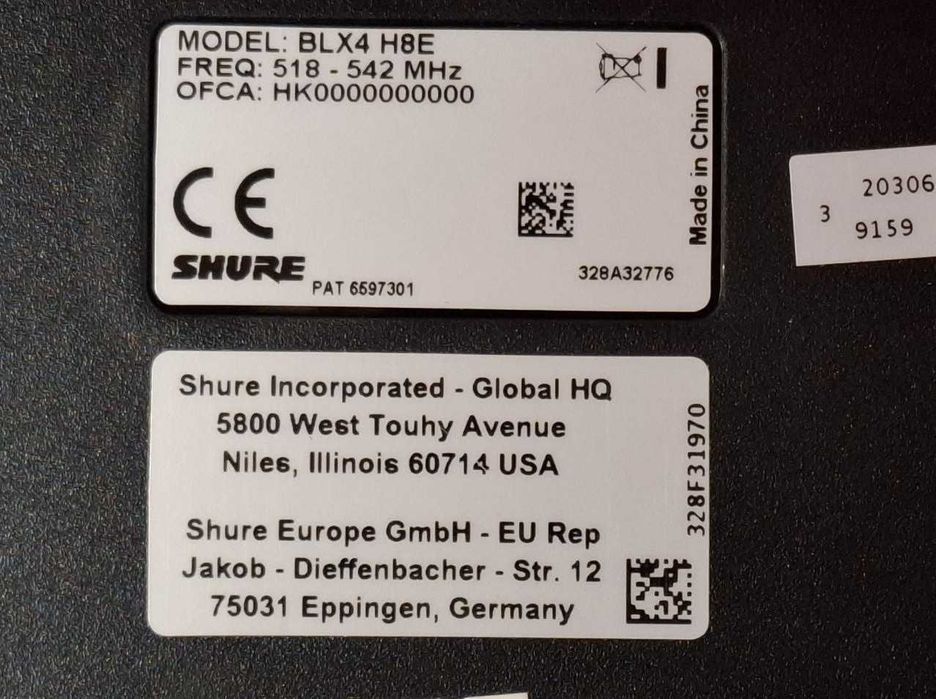 MODEL: BLX4 H8E
FREQ: 518 - 542 MHz
OFCA: HK0000000000
Made in China
CE
SHURE
PAT 6597301
328A32776
20306
3
9159
Shure Incorporated - Global HQ
5800 West Touhy Avenue
Niles, Illinois 60714 USA
Shure Europe GmbH - EU Rep
Jakob - Dieffenbacher - Str. 12
75031 Eppingen, Germany
328F31970